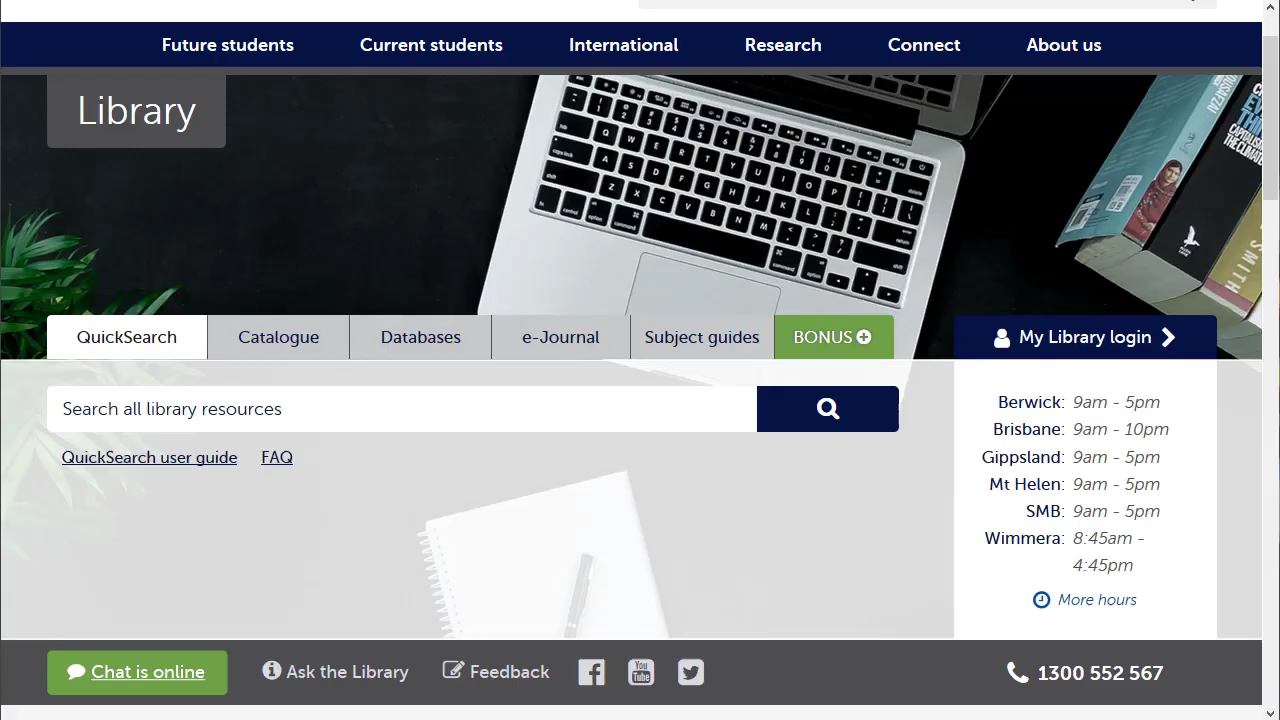 Future students Current students International Research Connect About us
Library
QuickSearch Catalogue Databases e-Journal Subject guides BONUS
My Library login
Search all library resources
QuickSearch user guide FAQ
Berwick: 9am - 5pm
Brisbane: 9am - 10pm
Gippsland: 9am - 5pm
Mt Helen: 9am - 5pm
SMB: 9am - 5pm
Wimmera: 8:45am -
4:45pm
More hours
Chat is online Ask the Library Feedback You Tube 1300 552 567